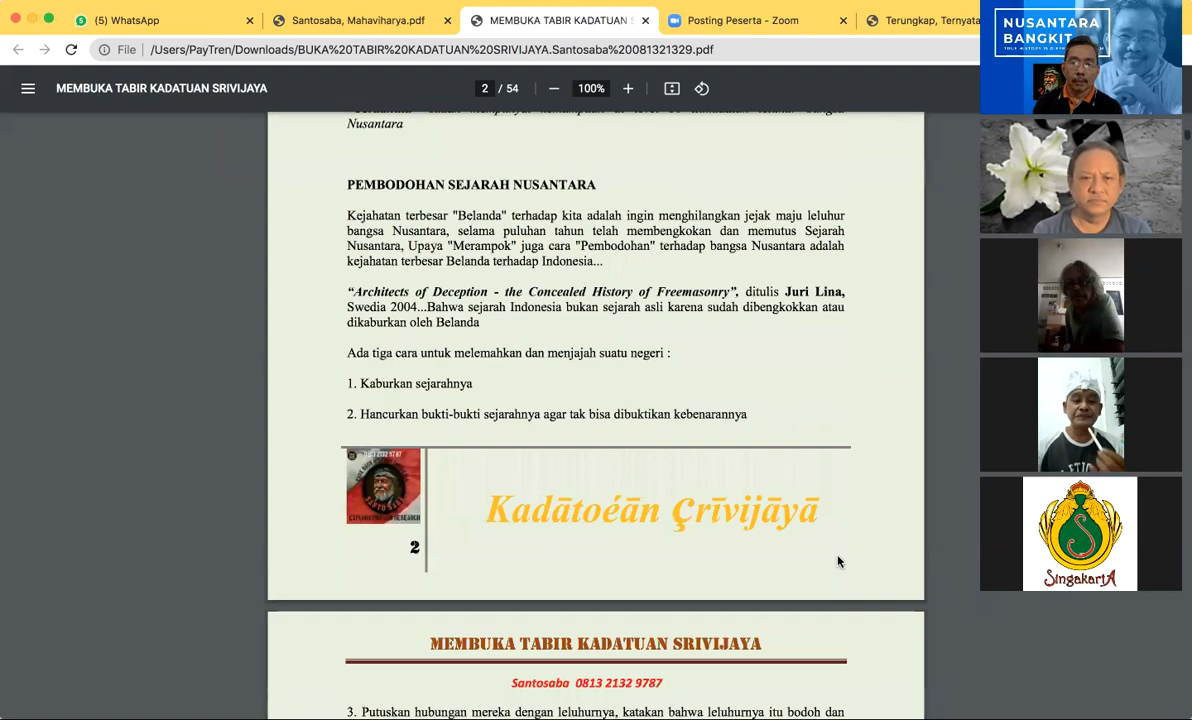 WhatsApp
Santosaba, Mahaviharya.pdf
MEMBUKA TABIR KADATUAN S
Posting Peserta - Zoom
Terungkap, Ternyata
File
/Users/PayTren/Downloads/BUKA%20TABIR%20KADATUAN%20SRIVIJAYA.Santosaba%20081321329.pdf
MEMBUKA TABIR KADATUAN SRIVIJAYA
2 / 54
100%
NUSANTARA
BANGKIT
Nusantara
PEMBODOHAN SEJARAH NUSANTARA
Kejahatan terbesar "Belanda" terhadap kita adalah ingin menghilangkan jejak maju leluhur
bangsa Nusantara, selama puluhan tahun telah membengkokan dan memutus Sejarah
Nusantara, Upaya "Merampok" juga cara "Pembodohan" terhadap bangsa Nusantara adalah
kejahatan terbesar Belanda terhadap Indonesia...
“Architects of Deception - the Concealed History of Freemasonry”, ditulis Juri Lina,
Swedia 2004...Bahwa sejarah Indonesia bukan sejarah asli karena sudah dibengkokkan atau
dikaburkan oleh Belanda
Ada tiga cara untuk melemahkan dan menjajah suatu negeri :
1. Kaburkan sejarahnya
2. Hancurkan bukti-bukti sejarahnya agar tak bisa dibuktikan kebenarannya
0813 2132 9787
Kadātoéān Çrīvijāyā
2
SingakartA
MEMBUKA TABIR KADATUAN SRIVIJAYA
Santosaba 0813 2132 9787
3. Putuskan hubungan mereka dengan leluhurnya, katakan bahwa leluhurnya itu bodoh dan